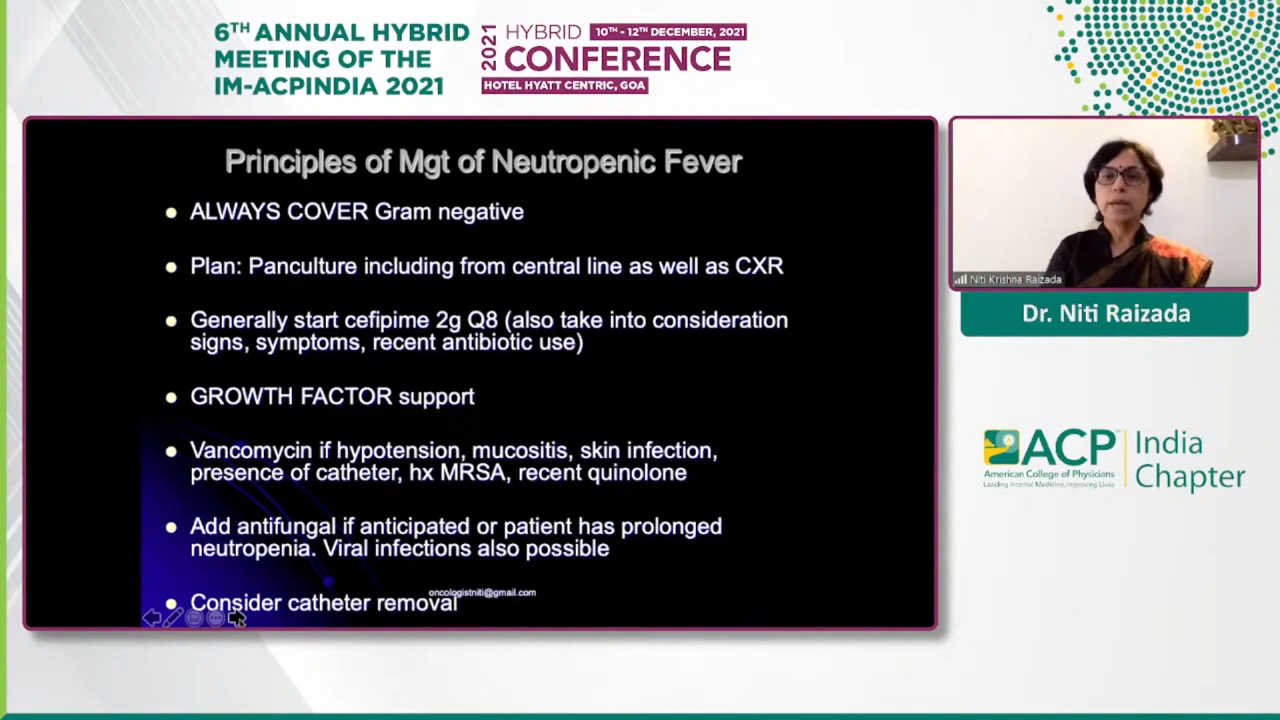 6TH ANNUAL HYBRID
MEETING OF THE
IM-ACPINDIA 2021
2021
HYBRID 10TH - 12TH DECEMBER, 2021
CONFERENCE
HOTEL HYATT CENTRIC, GOA
Principles of Mgt of Neutropenic Fever
• ALWAYS COVER Gram negative
• Plan: Panculture including from central line as well as CXR
• Generally start cefipime 2g Q8 (also take into consideration
signs, symptoms, recent antibiotic use)
• GROWTH FACTOR support
• Vancomycin if hypotension, mucositis, skin infection,
presence of catheter, hx MRSA, recent quinolone
• Add antifungal if anticipated or patient has prolonged
neutropenia. Viral infections also possible
oncologistniti@gmail.com
• Consider catheter removal
Niti Krishna Raizada
Dr. Niti Raizada
ACP
American College of Physicians
Leading Internal Medicine, Improving Lives
India
Chapter